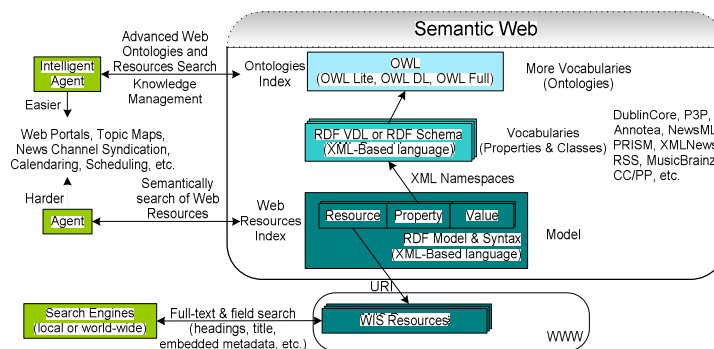 Semantic Web
Advanced Web
Ontologies and
Resources Search
Knowledge
Management
Intelligent
Agent
Ontologies
Index
OWL
(OWL Lite, OWL DL, OWL Full)
More Vocabularies
(Ontologies)
Easier
Web Portals, Topic Maps,
News Channel Syndication,
Calendaring, Scheduling, etc.
RDF VDL or RDF Schema
(XML-Based language)
Vocabularies
(Properties & Classes)
DublinCore, P3P,
Annotea, NewsML
PRISM, XMLNews
RSS, MusicBrainz
CC/PP, etc.
XML Namespaces
Harder
Agent
Semantically
search of Web
Resources
Web
Resources
Index
Resource
Property
Value
RDF Model & Syntax
(XML-Based language)
Model
URI
Search Engines
(local or world-wide)
Full-text & field search
(headings, title,
embedded metadata, etc.)
WIS Resources
WWW